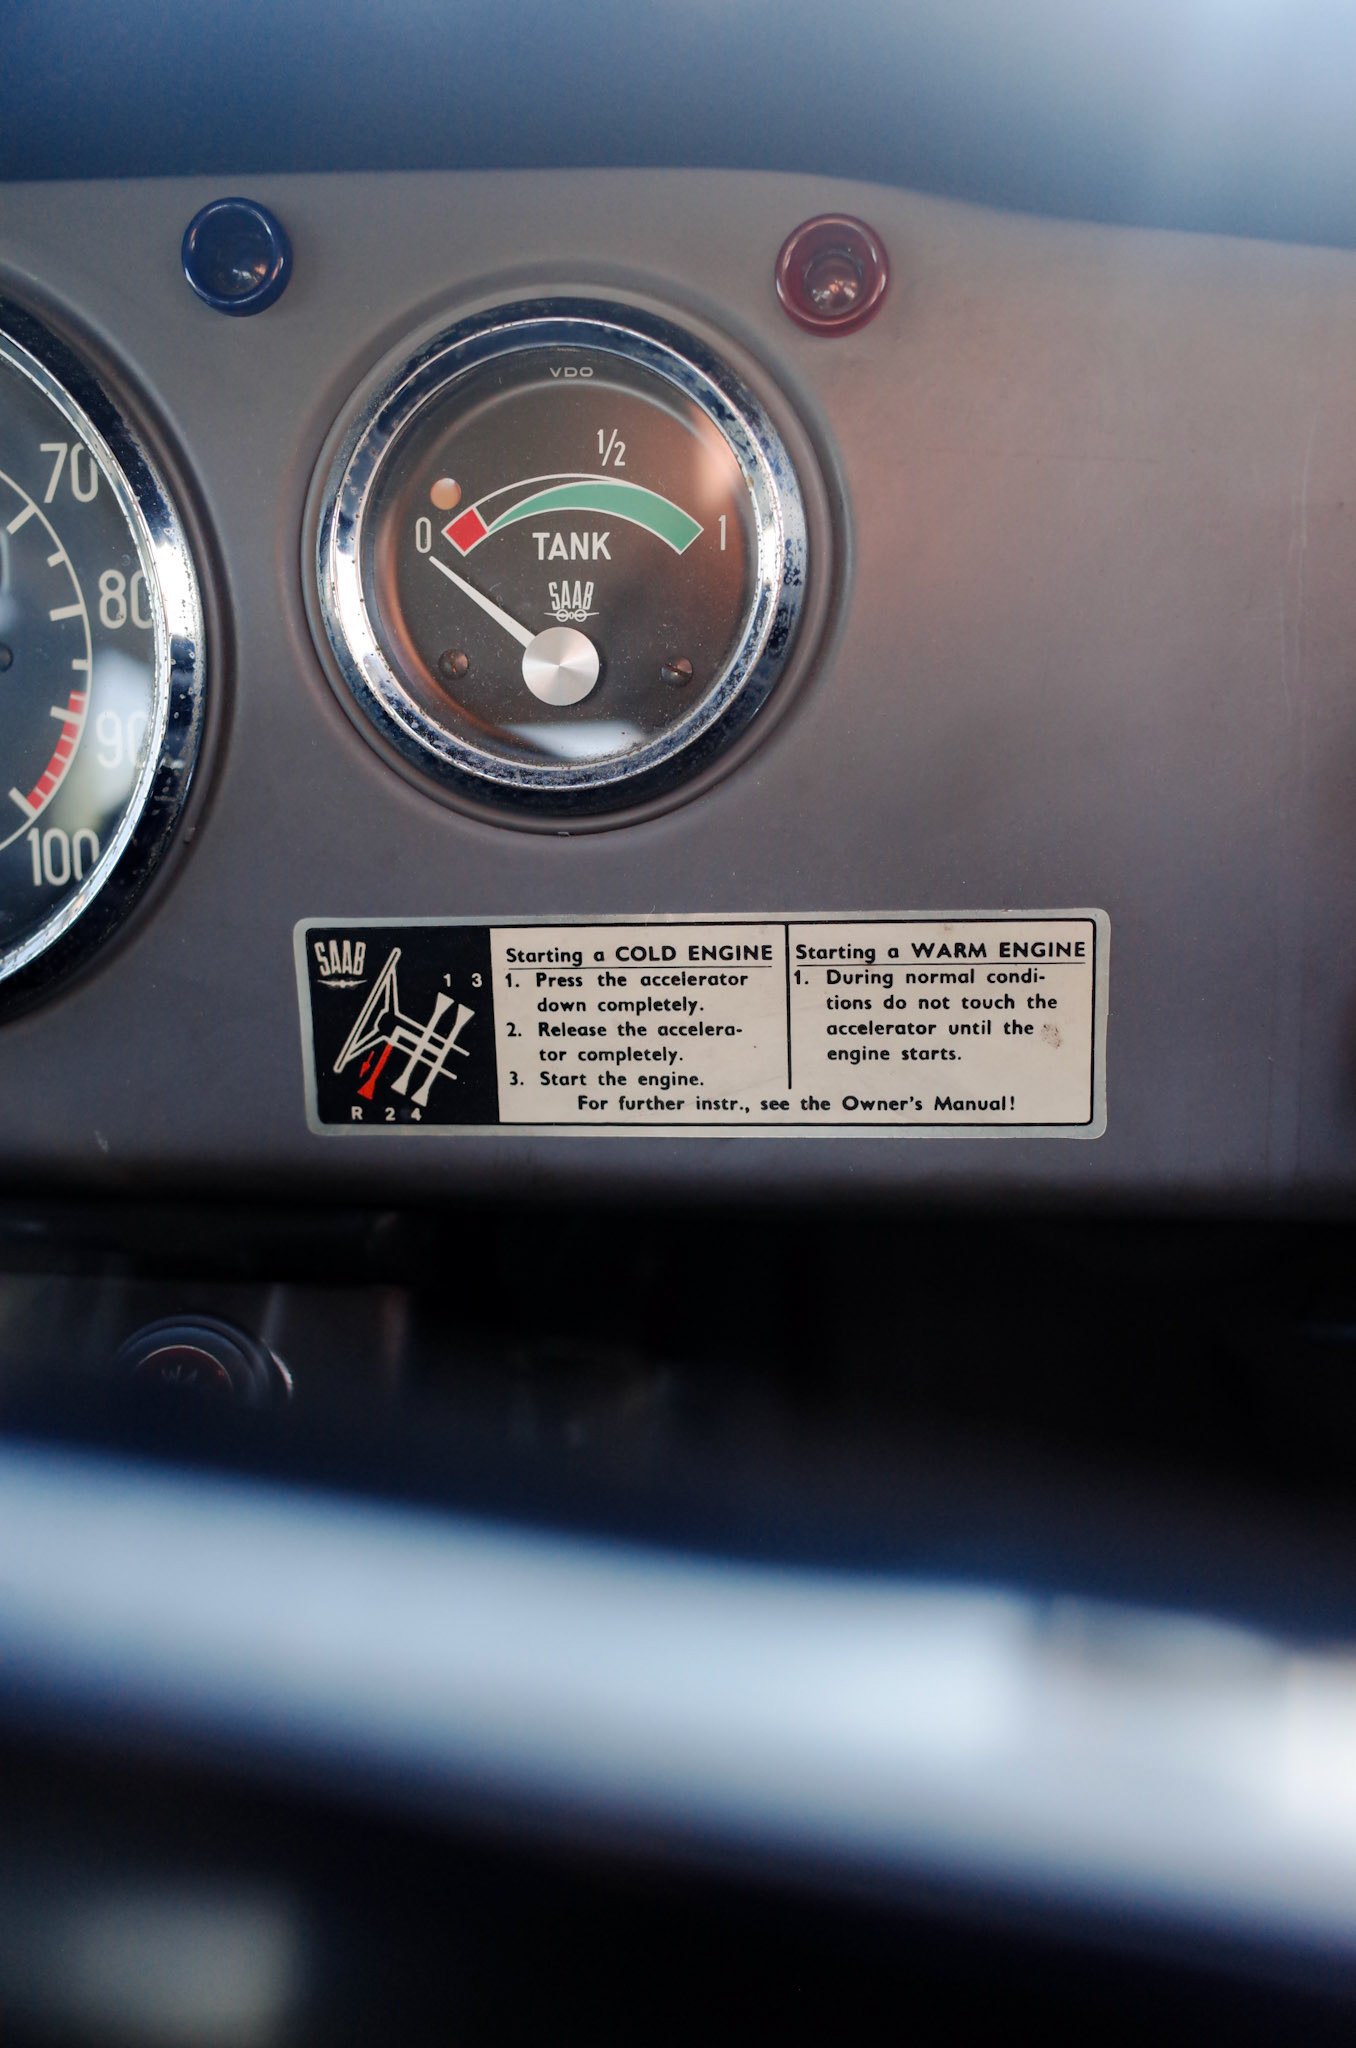 VDO
1/2
0
1
TANK
SAAB
70
80
90
100
SAAB
1 3
R 2 4
Starting a COLD ENGINE
1. Press the accelerator
down completely.
2. Release the accelera-
tor completely.
3. Start the engine.
Starting a WARM ENGINE
1. During normal condi-
tions do not touch the
accelerator until the
engine starts.
For further instr., see the Owner's Manual!